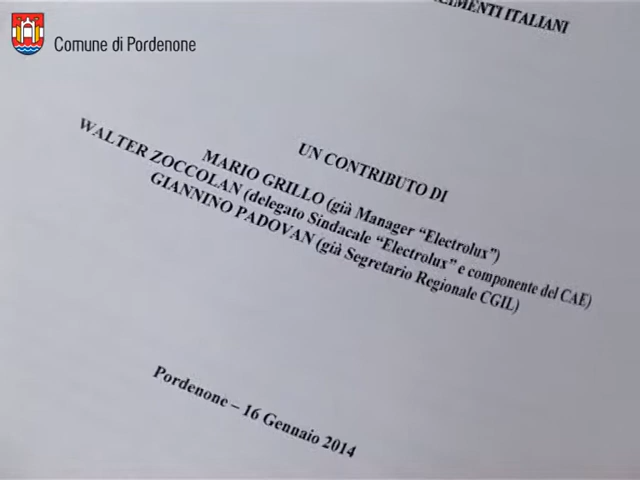 Comune di Pordenone
ITALIANI
UN CONTRIBUTO DI
MARIO GRILLO (già Manager “Electrolux”)
WALTER ZOCCOLAN (delegato Sindacale “Electrolux” e componente del CAE)
GIANNINO PADOVAN (già Segretario Regionale CGIL)
Pordenone – 16 Gennaio 2014